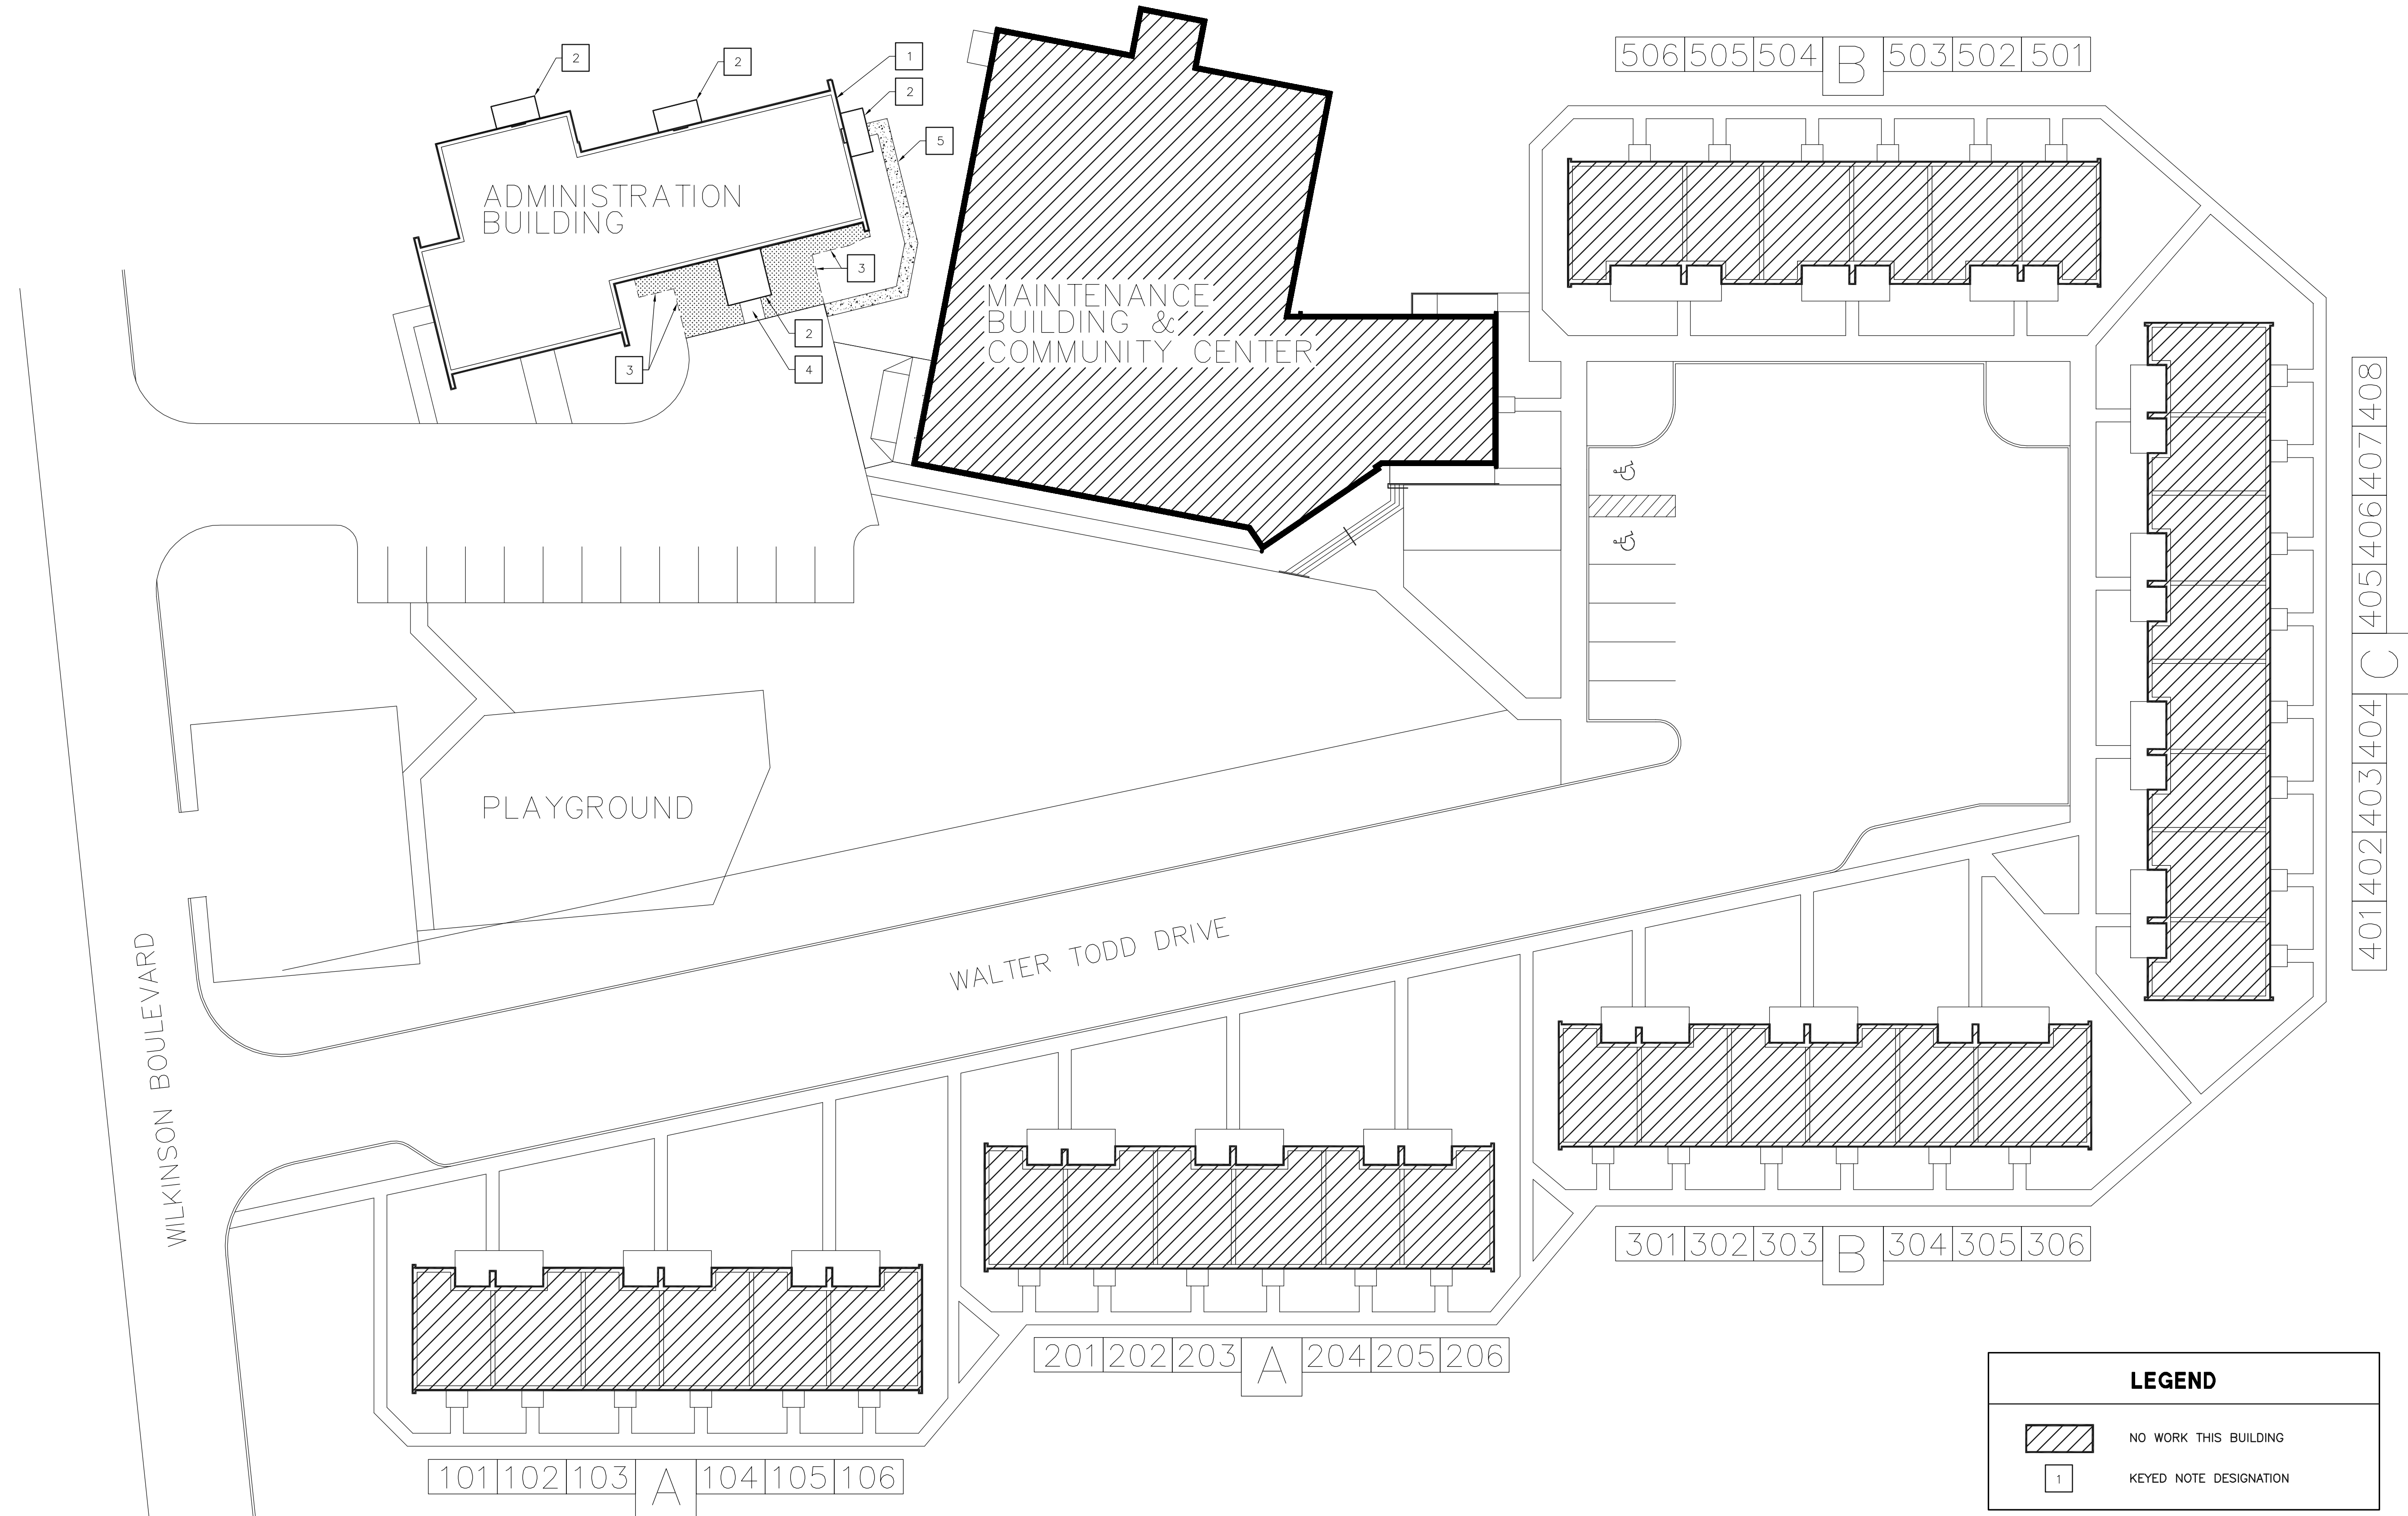 2
2
1
2
5
ADMINISTRATION
BUILDING
3
2
3
4
MAINTENANCE
BUILDING &
COMMUNITY CENTER
506 505 504 B 503 502 501
401 402 403 404 C 405 406 407 408
PLAYGROUND
WALTER TODD DRIVE
WILKINSON BOULEVARD
301 302 303 B 304 305 306
201 202 203 A 204 205 206
101 102 103 A 104 105 106
LEGEND
NO WORK THIS BUILDING
1 KEYED NOTE DESIGNATION